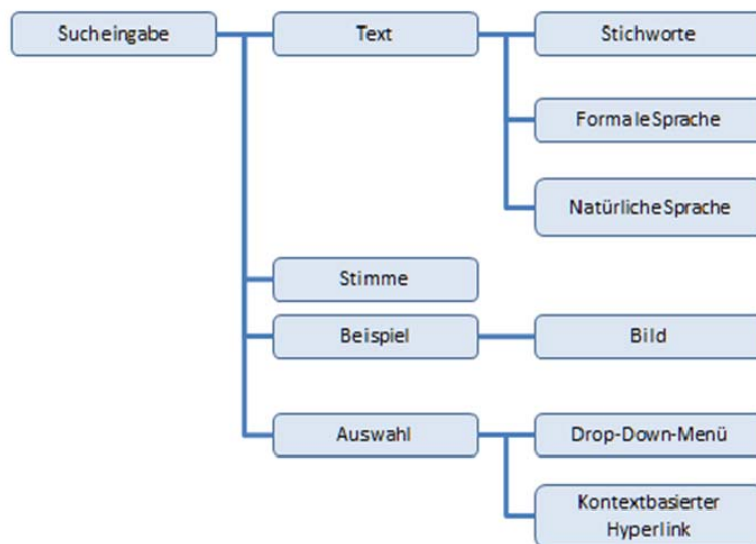 Sucheingabe
Text
Stichworte
Formale Sprache
Natürliche Sprache
Stimme
Beispiel
Bild
Auswahl
Drop-Down-Menü
Kontextbasierter
Hyperlink